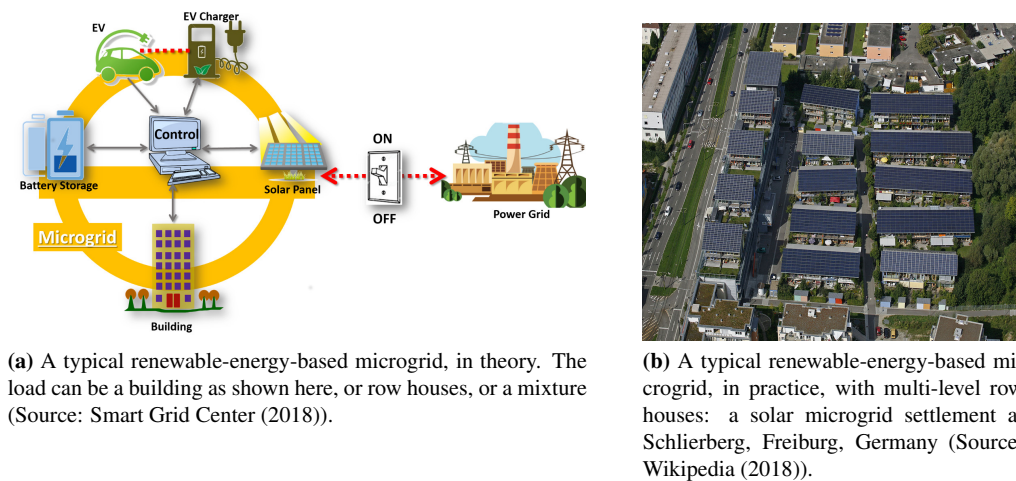 EV Charger
EV
Control
ON
Battery Storage
Solar Panel
OFF
Power Grid
Microgrid
Building
(a) A typical renewable-energy-based microgrid, in theory. The
load can be a building as shown here, or row houses, or a mixture
(Source: Smart Grid Center (2018)).
(b) A typical renewable-energy-based mi-
crogrid, in practice, with multi-level row
houses: a solar microgrid settlement a
Schlierberg, Freiburg, Germany (Source
Wikipedia (2018)).